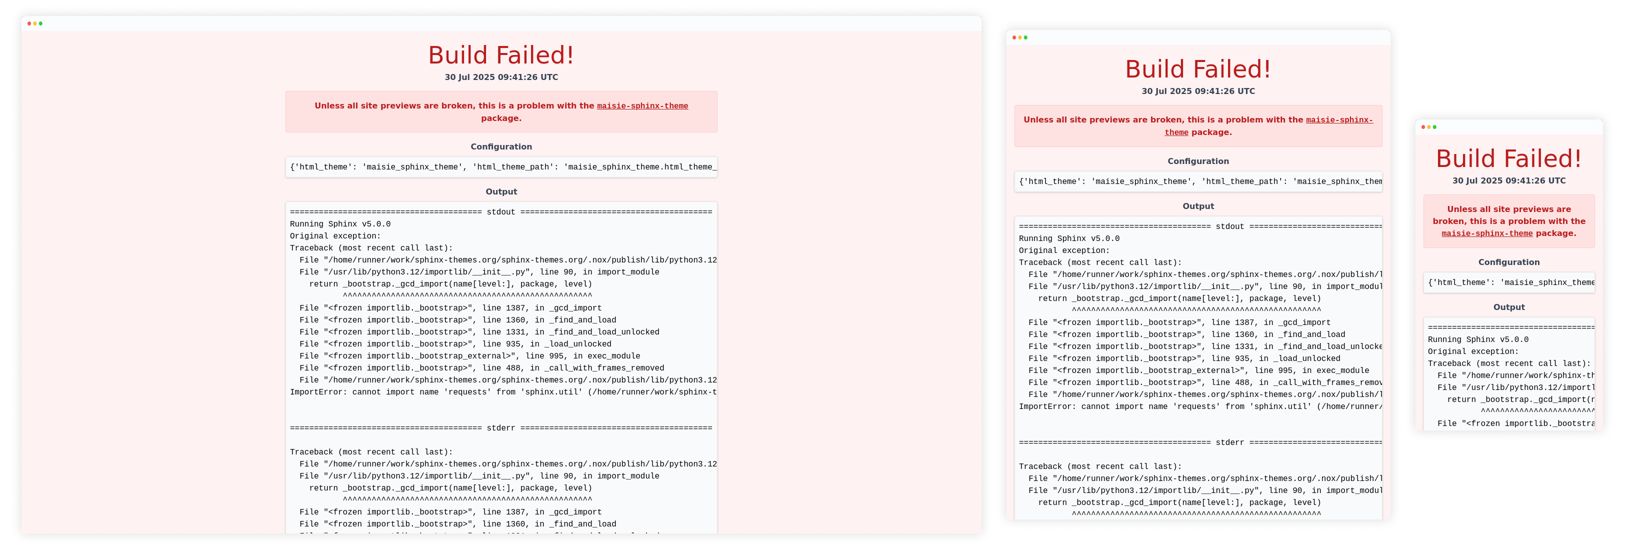 Build Failed!
30 Jul 2025 09:41:26 UTC
Unless all site previews are broken, this is a problem with the maisie-sphinx-theme
package.
Configuration
{'html_theme': 'maisie_sphinx_theme', 'html_theme_path': 'maisie_sphinx_theme.html_theme_
Output
======================================== stdout ========================================
Running Sphinx v5.0.0
Original exception:
Traceback (most recent call last):
  File "/home/runner/work/sphinx-themes.org/sphinx-themes.org/.nox/publish/lib/python3.12
  File "/usr/lib/python3.12/importlib/__init__.py", line 90, in import_module
    return _bootstrap._gcd_import(name[level:], package, level)
           ^^^^^^^^^^^^^^^^^^^^^^^^^^^^^^^^^^^^^^^^^^^^^^^^^^^^
  File "<frozen importlib._bootstrap>", line 1387, in _gcd_import
  File "<frozen importlib._bootstrap>", line 1360, in _find_and_load
  File "<frozen importlib._bootstrap>", line 1331, in _find_and_load_unlocked
  File "<frozen importlib._bootstrap>", line 935, in _load_unlocked
  File "<frozen importlib._bootstrap_external>", line 995, in exec_module
  File "<frozen importlib._bootstrap>", line 488, in _call_with_frames_removed
  File "/home/runner/work/sphinx-themes.org/sphinx-themes.org/.nox/publish/lib/python3.12
ImportError: cannot import name 'requests' from 'sphinx.util' (/home/runner/work/sphinx-t
======================================== stderr ========================================
Traceback (most recent call last):
  File "/home/runner/work/sphinx-themes.org/sphinx-themes.org/.nox/publish/lib/python3.12
  File "/usr/lib/python3.12/importlib/__init__.py", line 90, in import_module
    return _bootstrap._gcd_import(name[level:], package, level)
           ^^^^^^^^^^^^^^^^^^^^^^^^^^^^^^^^^^^^^^^^^^^^^^^^^^^^
  File "<frozen importlib._bootstrap>", line 1387, in _gcd_import
  File "<frozen importlib._bootstrap>", line 1360, in _find_and_load
Build Failed!
30 Jul 2025 09:41:26 UTC
Unless all site previews are broken, this is a problem with the maisie-sphinx-
theme package.
Configuration
{'html_theme': 'maisie_sphinx_theme', 'html_theme_path': 'maisie_sphinx_them
Output
======================================== stdout ===================================
Running Sphinx v5.0.0
Original exception:
Traceback (most recent call last):
  File "/home/runner/work/sphinx-themes.org/sphinx-themes.org/.nox/publish/l
  File "/usr/lib/python3.12/importlib/__init__.py", line 90, in import_modul
    return _bootstrap._gcd_import(name[level:], package, level)
           ^^^^^^^^^^^^^^^^^^^^^^^^^^^^^^^^^^^^^^^^^^^^^^^^^^^^
  File "<frozen importlib._bootstrap>", line 1387, in _gcd_import
  File "<frozen importlib._bootstrap>", line 1360, in _find_and_load
  File "<frozen importlib._bootstrap>", line 1331, in _find_and_load_unlocke
  File "<frozen importlib._bootstrap>", line 935, in _load_unlocked
  File "<frozen importlib._bootstrap_external>", line 995, in exec_module
  File "<frozen importlib._bootstrap>", line 488, in _call_with_frames_remov
  File "/home/runner/work/sphinx-themes.org/sphinx-themes.org/.nox/publish/l
ImportError: cannot import name 'requests' from 'sphinx.util' (/home/runner/
======================================== stderr ===================================
Traceback (most recent call last):
  File "/home/runner/work/sphinx-themes.org/sphinx-themes.org/.nox/publish/l
  File "/usr/lib/python3.12/importlib/__init__.py", line 90, in import_modul
    return _bootstrap._gcd_import(name[level:], package, level)
           ^^^^^^^^^^^^^^^^^^^^^^^^^^^^^^^^^^^^^^^^^^^^^^^^^^^^
Build Failed!
30 Jul 2025 09:41:26 UTC
Unless all site previews are
broken, this is a problem with the
maisie-sphinx-theme package.
Configuration
{'html_theme': 'maisie_sphinx_theme
Output
===================================
Running Sphinx v5.0.0
Original exception:
Traceback (most recent call last):
  File "/home/runner/work/sphinx-th
  File "/usr/lib/python3.12/importl
    return _bootstrap._gcd_import(n
           ^^^^^^^^^^^^^^^^^^^^^^^^
  File "<frozen importlib._bootstra